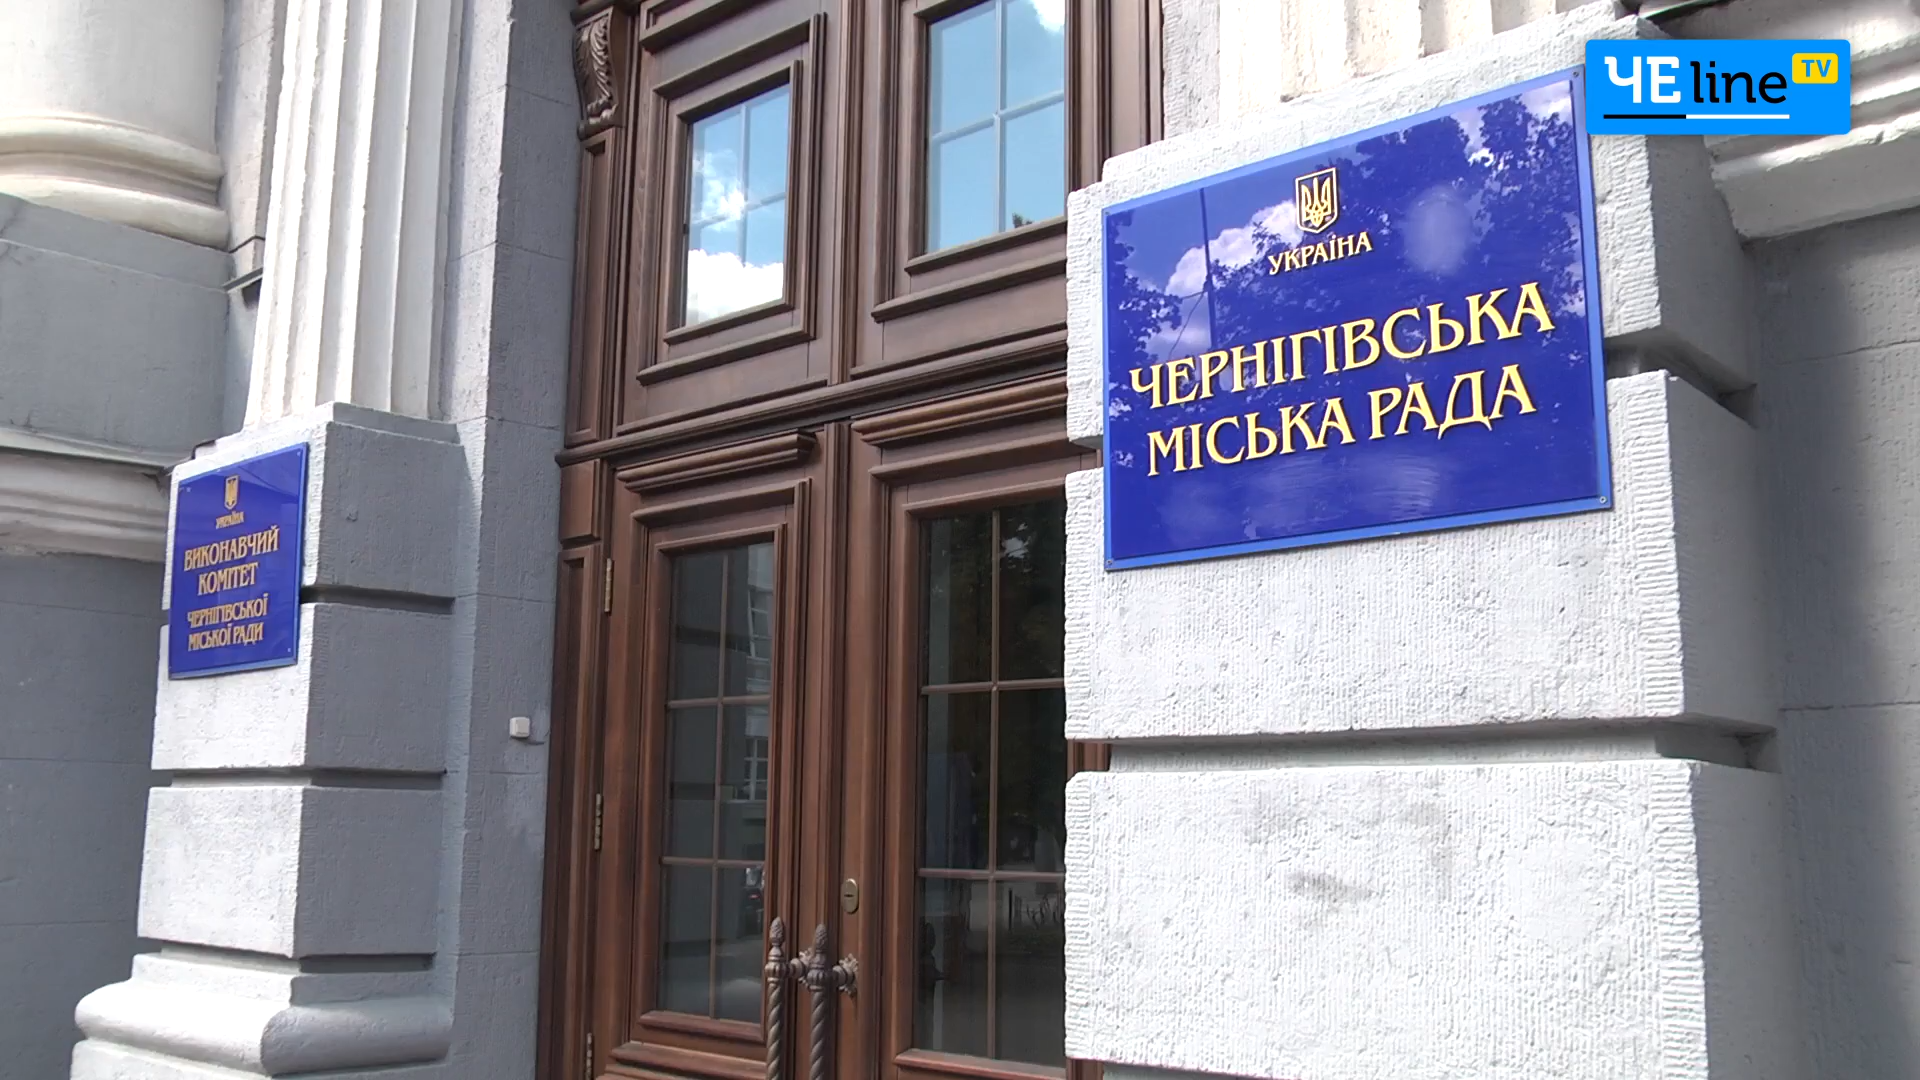 ЧЕline TV
УКРАЇНА
ЧЕРНІГІВСЬКА
МІСЬКА РАДА
УКРАЇНА
ВИКОНАВЧИЙ
КОМІТЕТ
ЧЕРНІГІВСЬКОЇ
МІСЬКОЇ РАДИ